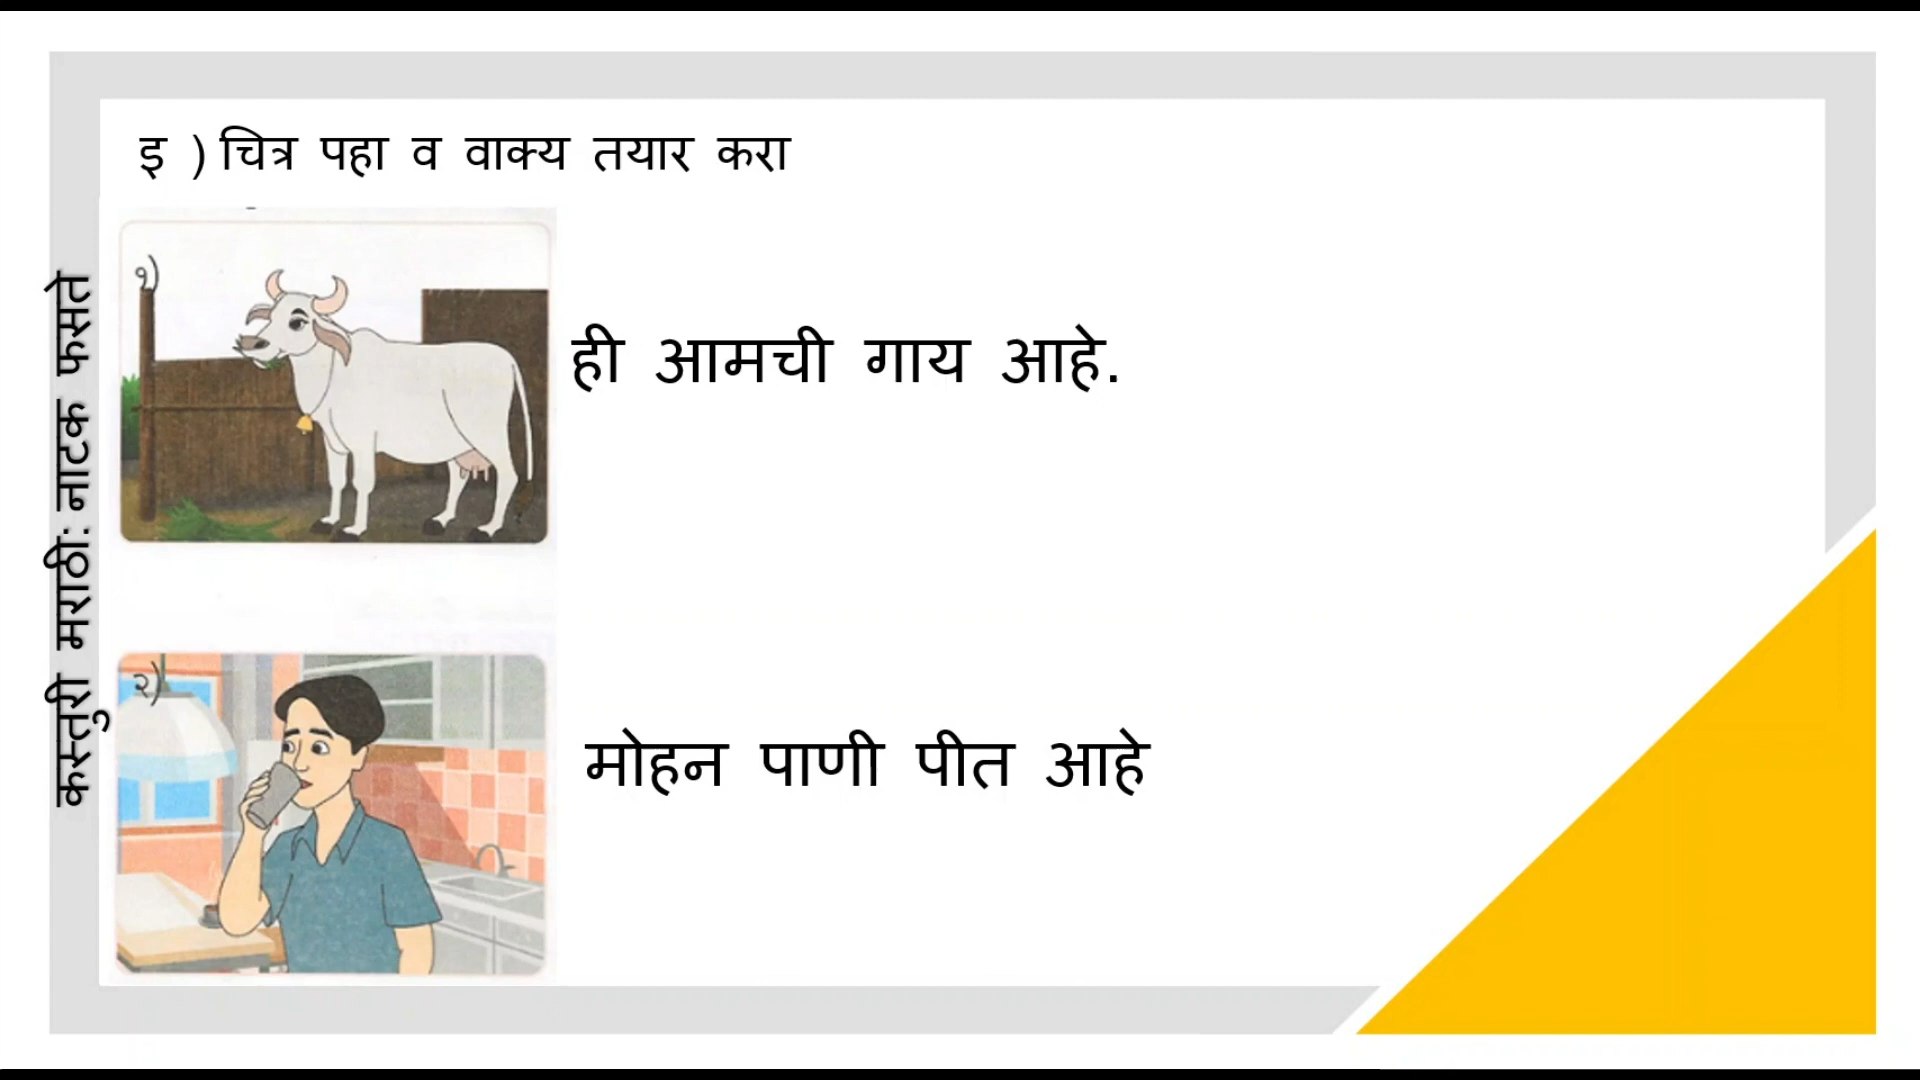 इ ) चित्र पहा व वाक्य तयार करा
१)
ही आमची गाय आहे.
२)
मोहन पाणी पीत आहे
कस्तुरी मराठी: नाटक फसते